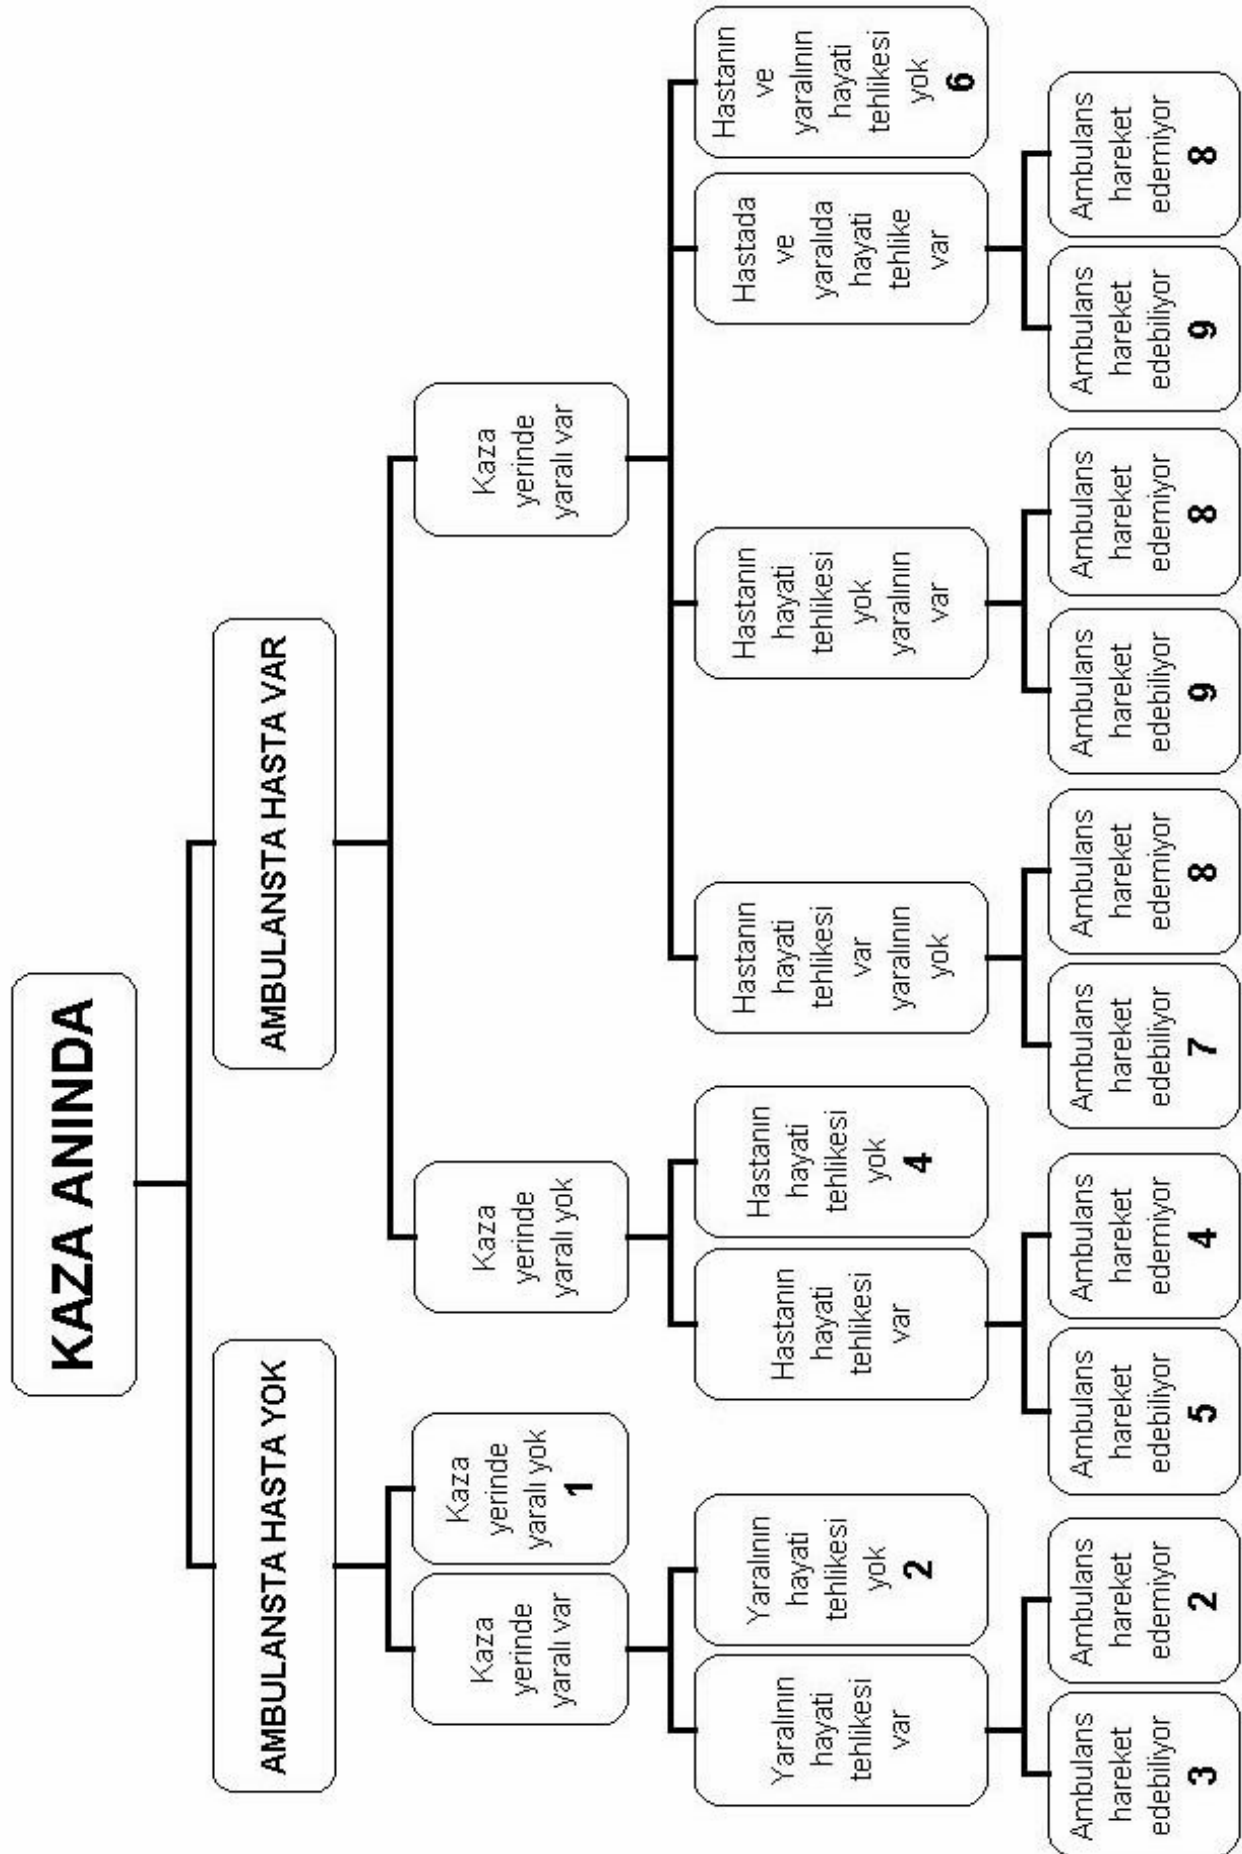 KAZA ANINDA
AMBULANSTA HASTA YOK
AMBULANSTA HASTA VAR
Kaza
yerinde
yaralı var
Kaza
yerinde
yaralı yok
1
Kaza
yerinde
yaralı yok
Kaza
yerinde
yaralı var
Yaralının
hayati
tehlikesi
var
Yaralının
hayati
tehlikesi
yok
2
Hastanın
hayati
tehlikesi
var
Hastanın
hayati
tehlikesi
yok
4
Hastanın
hayati
tehlikesi
var
yaralının
yok
Hastanın
hayati
tehlikesi
yok
yaralının
var
Hastada
ve
yaralıda
hayati
tehlike
var
Hastanın
ve
yaralının
hayati
tehlikesi
yok
6
Ambulans
hareket
edebiliyor
3
Ambulans
hareket
edemiyor
2
Ambulans
hareket
edebiliyor
5
Ambulans
hareket
edemiyor
4
Ambulans
hareket
edebiliyor
7
Ambulans
hareket
edemiyor
8
Ambulans
hareket
edebiliyor
9
Ambulans
hareket
edemiyor
8
Ambulans
hareket
edebiliyor
9
Ambulans
hareket
edemiyor
8